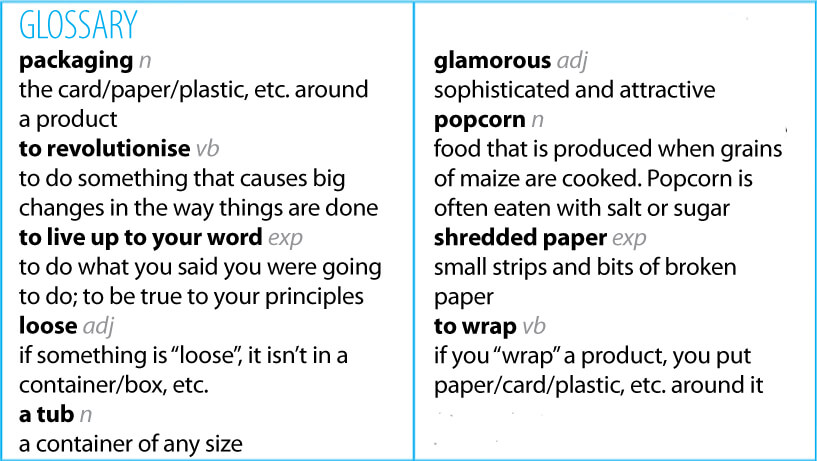 GLOSSARY
packaging n
the card/paper/plastic, etc. around
a product
to revolutionise vb
to do something that causes big
changes in the way things are done
to live up to your word exp
to do what you said you were going
to do; to be true to your principles
loose adj
if something is “loose”, it isn’t in a
container/box, etc.
a tub n
a container of any size
glamorous adj
sophisticated and attractive
popcorn n
food that is produced when grains
of maize are cooked. Popcorn is
often eaten with salt or sugar
shredded paper exp
small strips and bits of broken
paper
to wrap vb
if you “wrap” a product, you put
paper/card/plastic, etc. around it